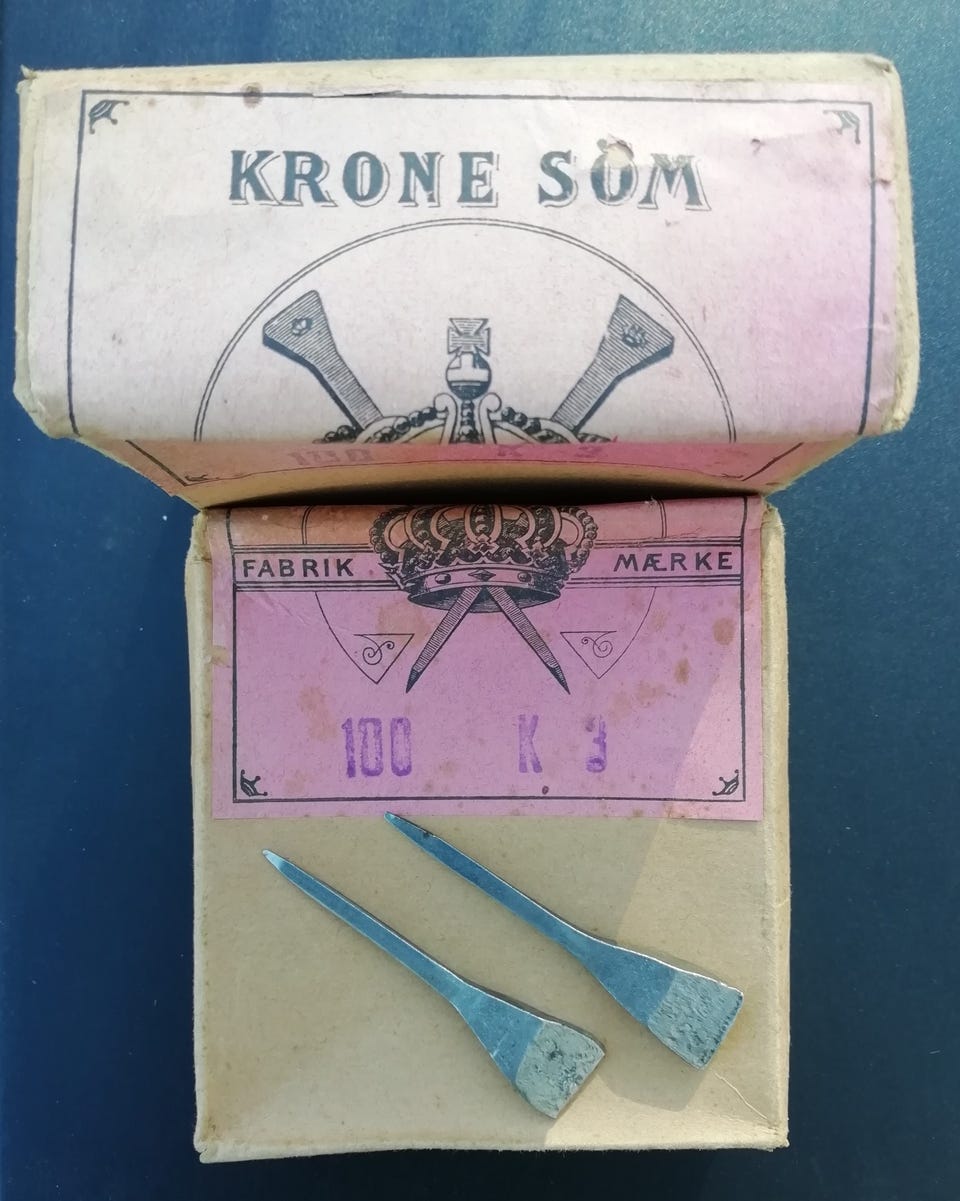 KRONE SÖM
FABRIK MÆRKE
100 K 3